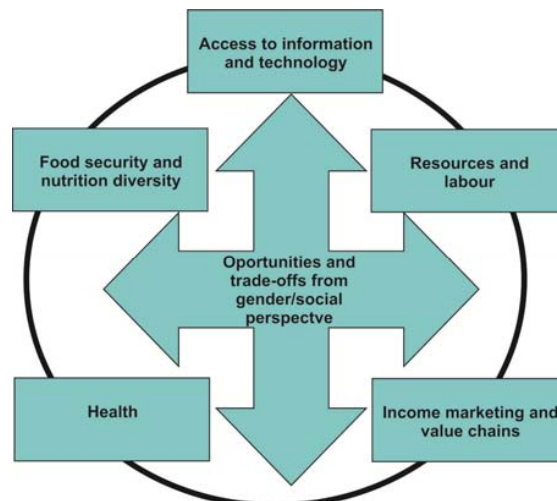 Access to information
and technology
Food security and
nutrition diversity
Resources and
labour
Oportunities and
trade-offs from
gender/social
perspectve
Health
Income marketing and
value chains